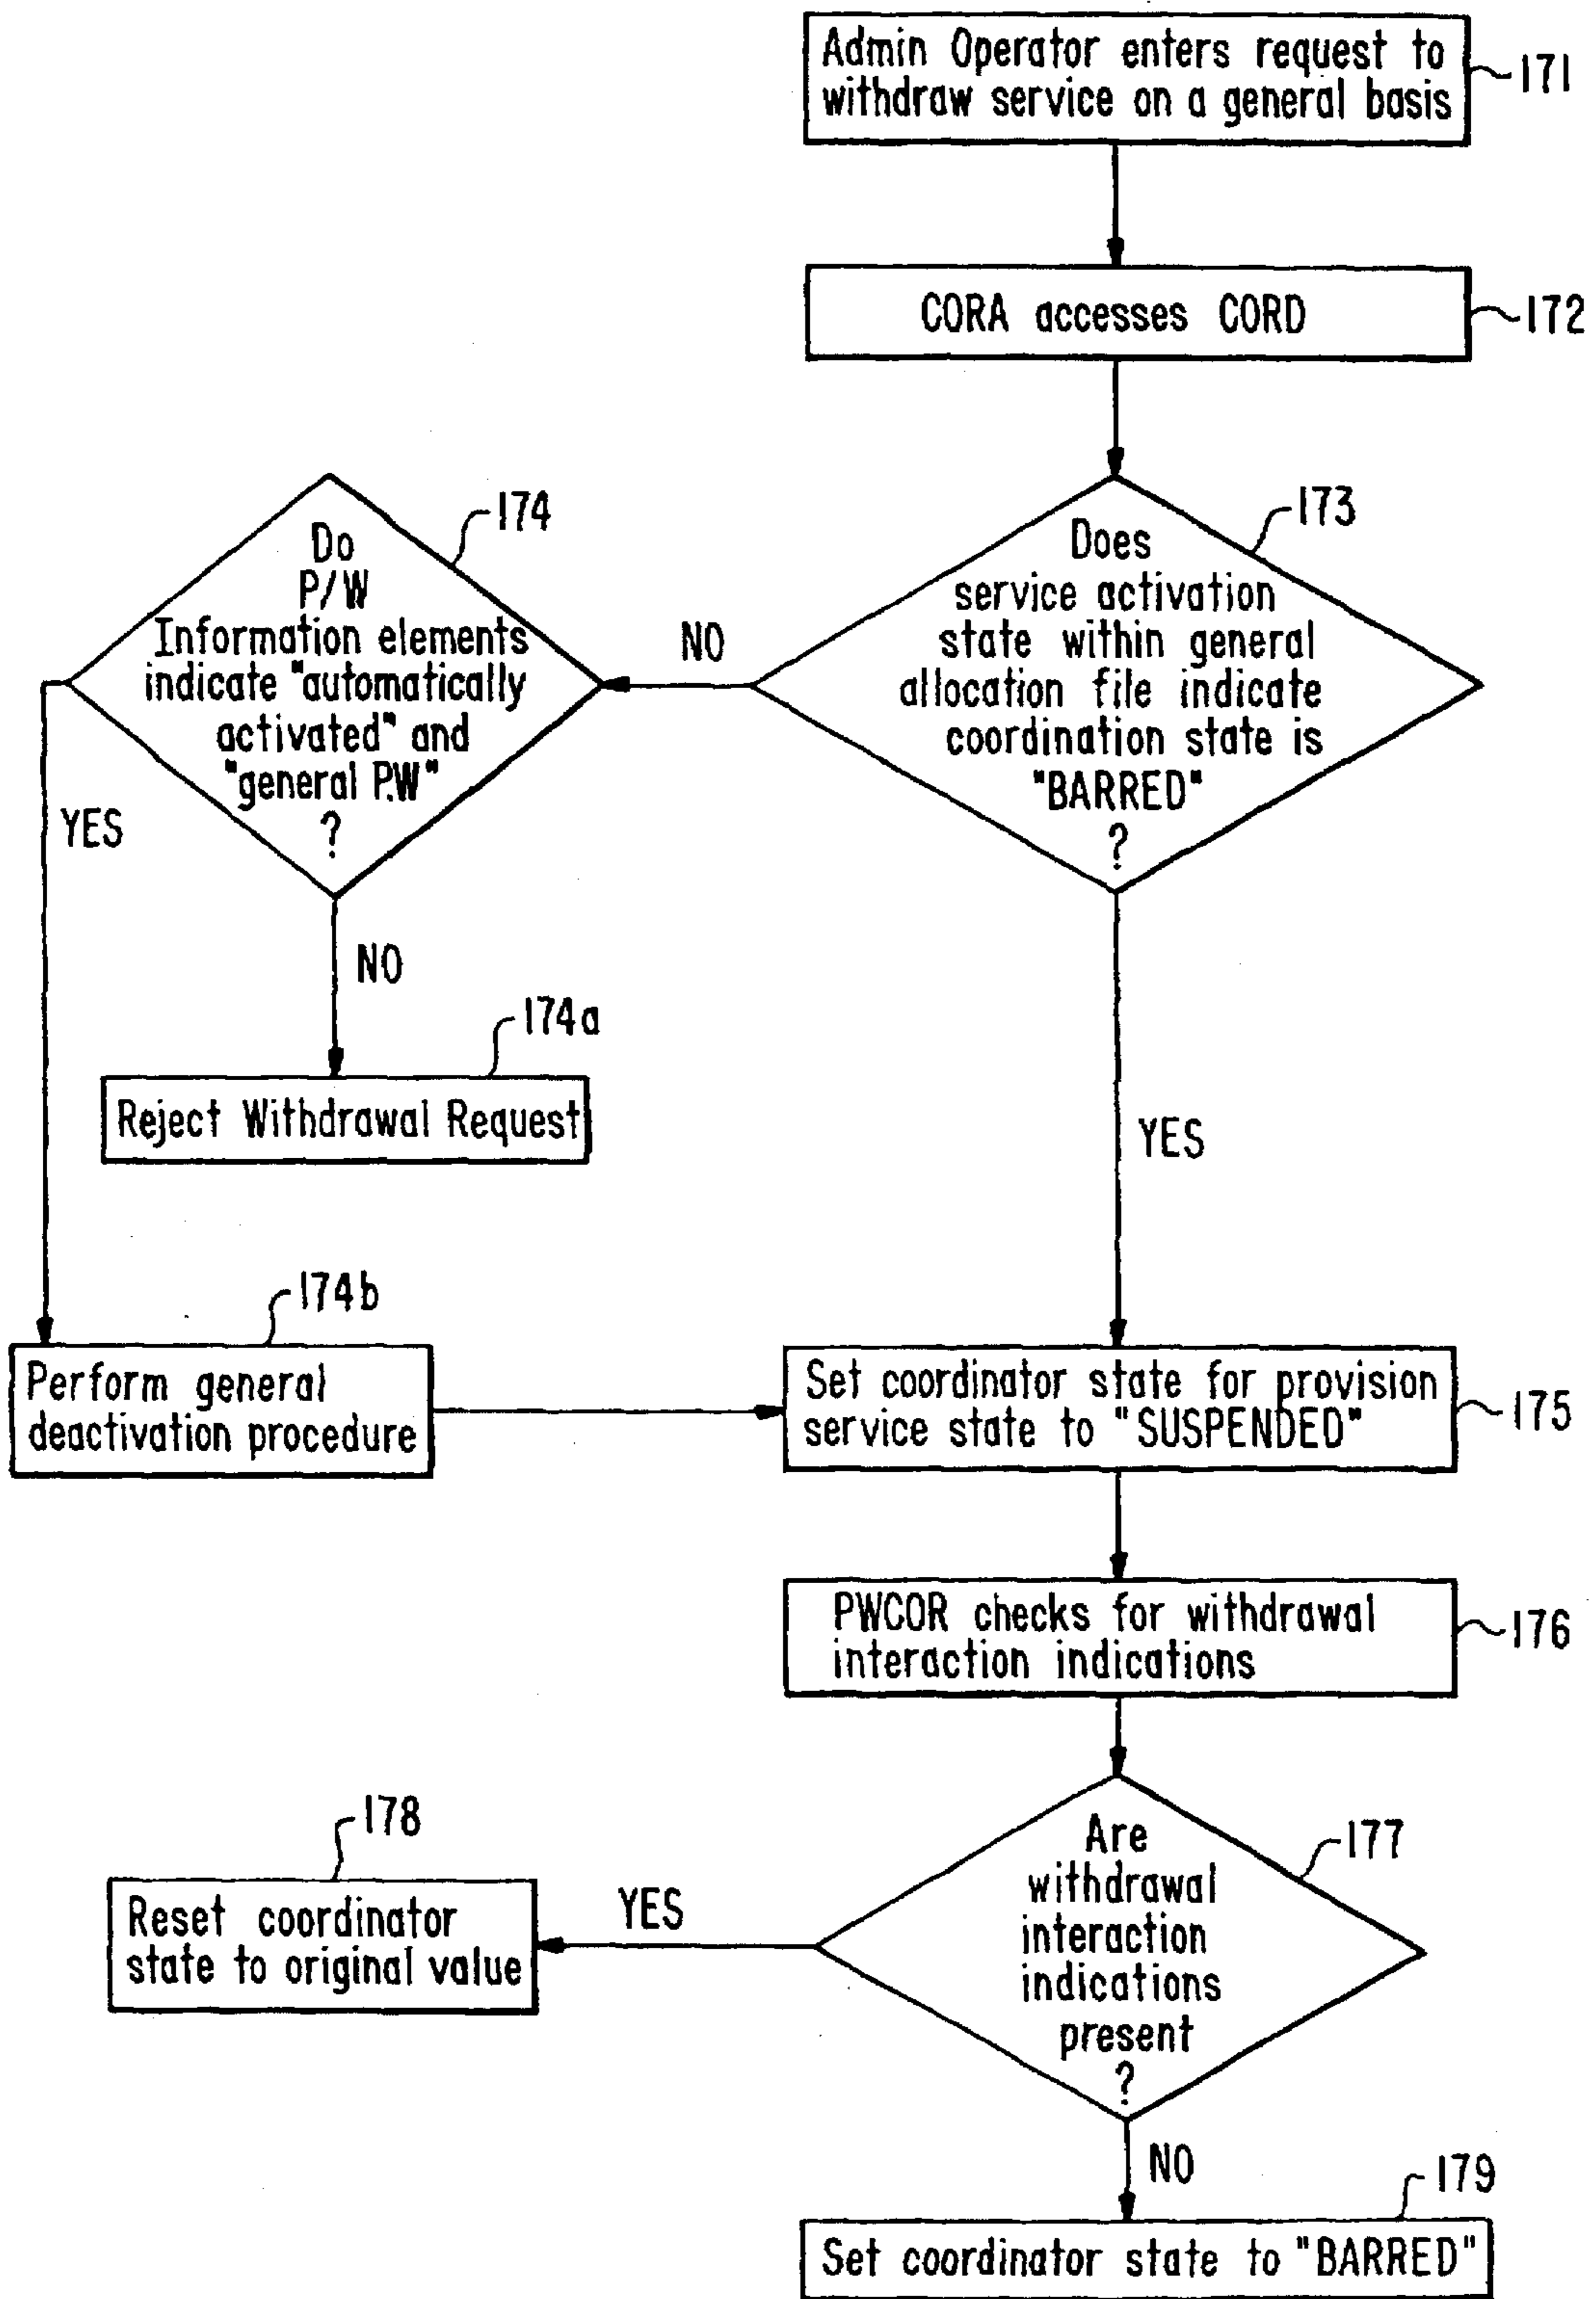 Admin Operator enters request to
withdraw service on a general basis
171
CORA accesses CORD
172
173
Does
service activation
state within general
allocation file indicate
coordination state is
"BARRED"
?
NO
174
Do
P/W
Information elements
indicate "automatically
activated" and
"general P.W"
?
YES
NO
174a
Reject Withdrawal Request
YES
174b
Perform general
deactivation procedure
Set coordinator state for provision
service state to "SUSPENDED"
175
PWCOR checks for withdrawal
interaction indications
176
177
Are
withdrawal
interaction
indications
present
?
YES
178
Reset coordinator
state to original value
NO
179
Set coordinator state to "BARRED"